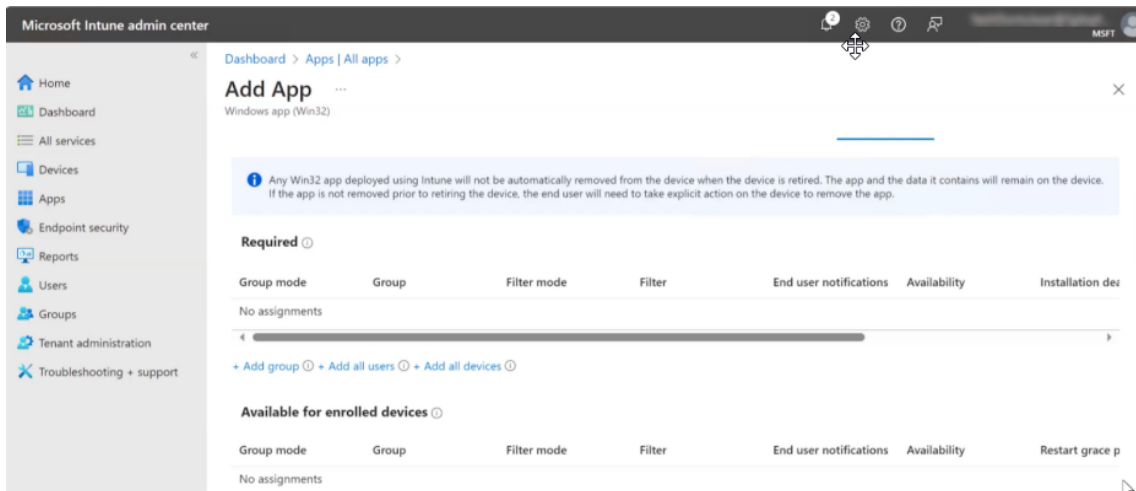 Microsoft Intune admin center
2
MSFT
«
Home
Dashboard
All services
Devices
Apps
Endpoint security
Reports
Users
Groups
Tenant administration
Troubleshooting + support
Dashboard > Apps | All apps >
Add App ...
Windows app (Win32)
Any Win32 app deployed using Intune will not be automatically removed from the device when the device is retired. The app and the data it contains will remain on the device.
If the app is not removed prior to retiring the device, the end user will need to take explicit action on the device to remove the app.
Required
Group mode Group Filter mode Filter End user notifications Availability Installation dea
No assignments
+ Add group + Add all users + Add all devices
Available for enrolled devices
Group mode Group Filter mode Filter End user notifications Availability Restart grace p
No assignments